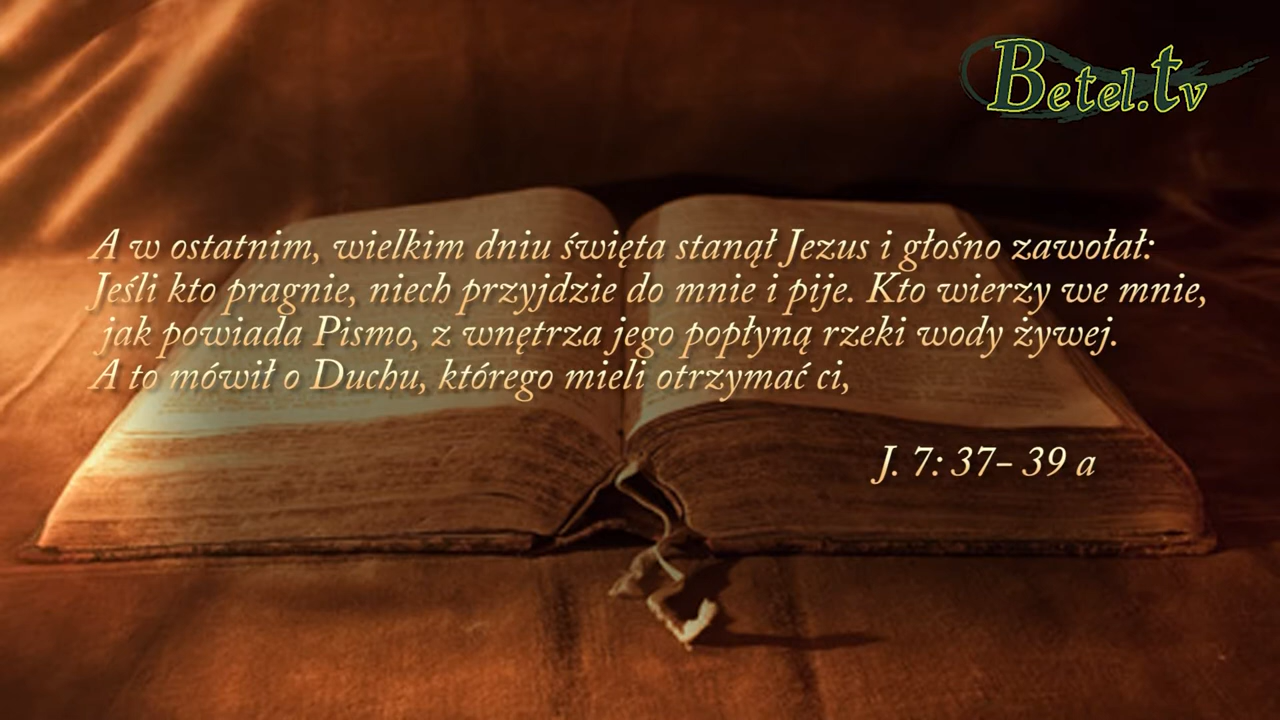 Betel.tv
A w ostatnim, wielkim dniu święta stanął Jezus i głośno zawołał:
Jeśli kto pragnie, niech przyjdzie do mnie i pije. Kto wierzy we mnie,
jak powiada Pismo, z wnętrza jego popłyną rzeki wody żywej.
A to mówił o Duchu, którego mieli otrzymać ci,
J. 7: 37– 39 a